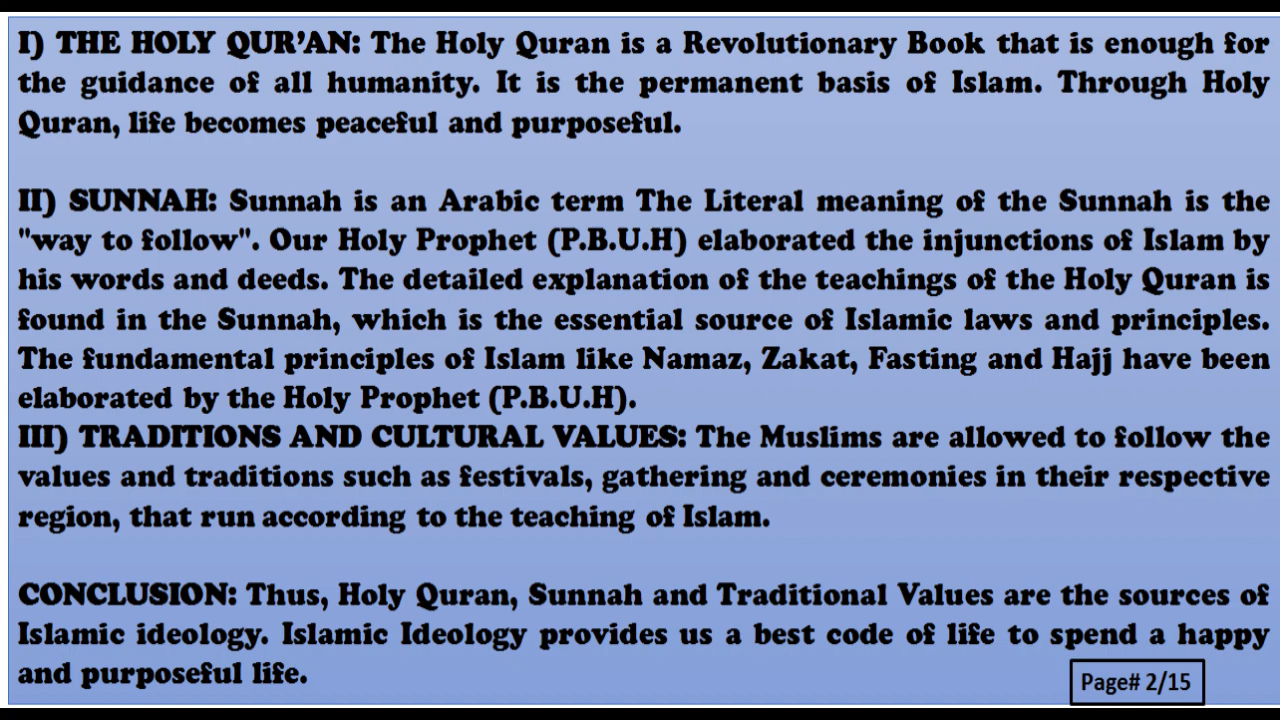 I) THE HOLY QUR’AN: The Holy Quran is a Revolutionary Book that is enough for
the guidance of all humanity. It is the permanent basis of Islam. Through Holy
Quran, life becomes peaceful and purposeful.
II) SUNNAH: Sunnah is an Arabic term The Literal meaning of the Sunnah is the
"way to follow". Our Holy Prophet (P.B.U.H) elaborated the injunctions of Islam by
his words and deeds. The detailed explanation of the teachings of the Holy Quran is
found in the Sunnah, which is the essential source of Islamic laws and principles.
The fundamental principles of Islam like Namaz, Zakat, Fasting and Hajj have been
elaborated by the Holy Prophet (P.B.U.H).
III) TRADITIONS AND CULTURAL VALUES: The Muslims are allowed to follow the
values and traditions such as festivals, gathering and ceremonies in their respective
region, that run according to the teaching of Islam.
CONCLUSION: Thus, Holy Quran, Sunnah and Traditional Values are the sources of
Islamic ideology. Islamic Ideology provides us a best code of life to spend a happy
and purposeful life.
Page# 2/15